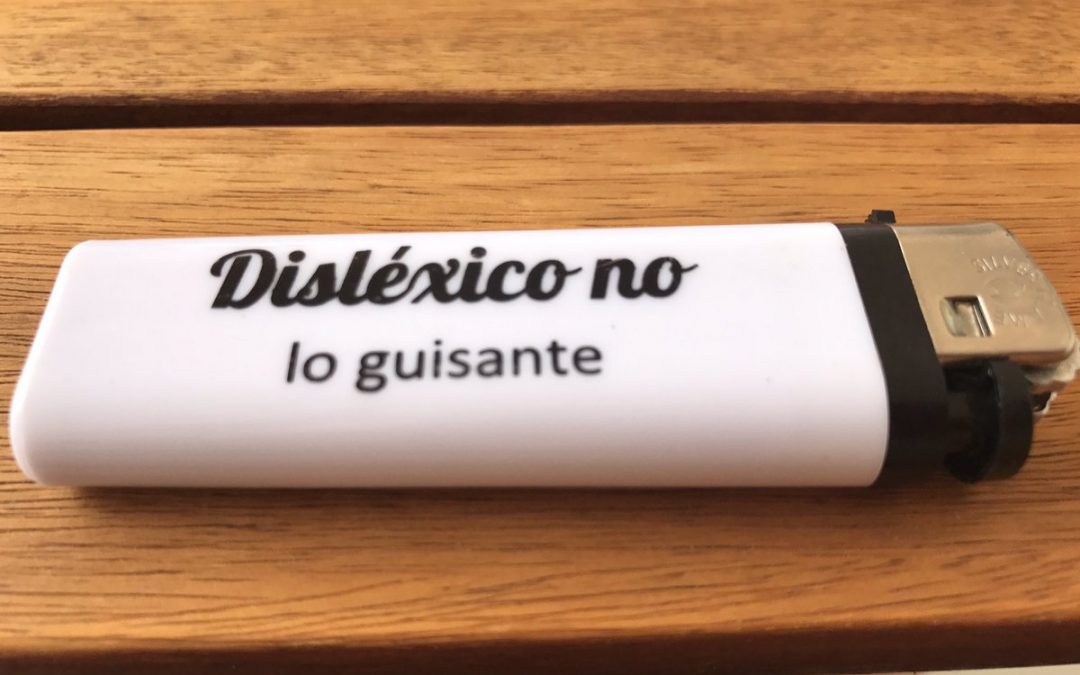 Disléxico no
lo guisante